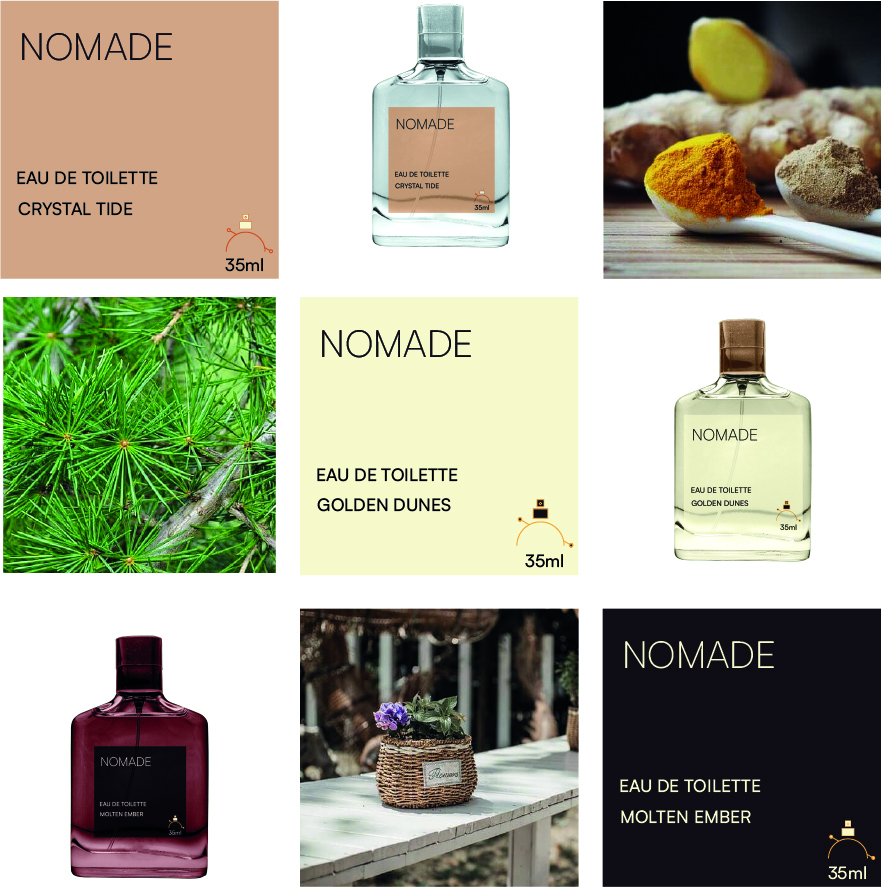 NOMADE
EAU DE TOILETTE
CRYSTAL TIDE
35ml
NOMADE
EAU DE TOILETTE
CRYSTAL TIDE
35ml
NOMADE
EAU DE TOILETTE
GOLDEN DUNES
35ml
NOMADE
EAU DE TOILETTE
GOLDEN DUNES
35ml
NOMADE
EAU DE TOILETTE
MOLTEN EMBER
35ml
Flowers
NOMADE
EAU DE TOILETTE
MOLTEN EMBER
35ml